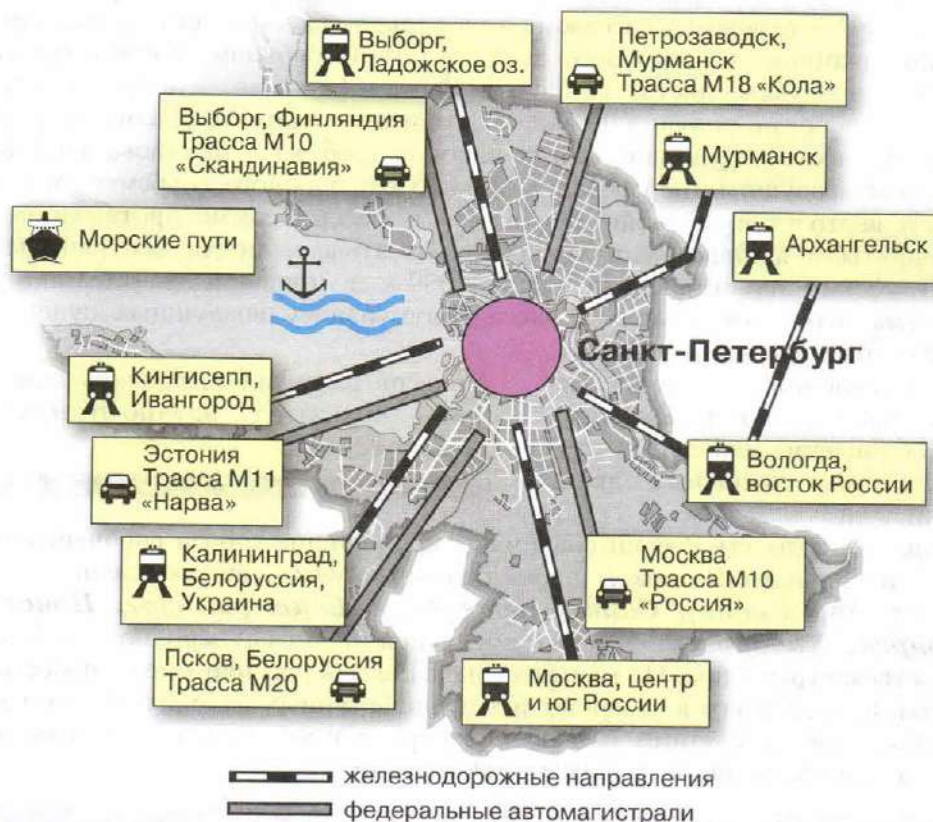 Выборг,
Ладожское оз.
Петрозаводск,
Мурманск
Трасса М18 «Кола»
Выборг, Финляндия
Трасса М10
«Скандинавия»
Мурманск
Морские пути
Архангельск
Санкт-Петербург
Кингисепп,
Ивангород
Эстония
Трасса М11
«Нарва»
Вологда,
восток России
Калининград,
Белоруссия,
Украина
Москва
Трасса М10
«Россия»
Псков, Белоруссия
Трасса М20
Москва, центр
и юг России
железнодорожные направления
федеральные автомагистрали